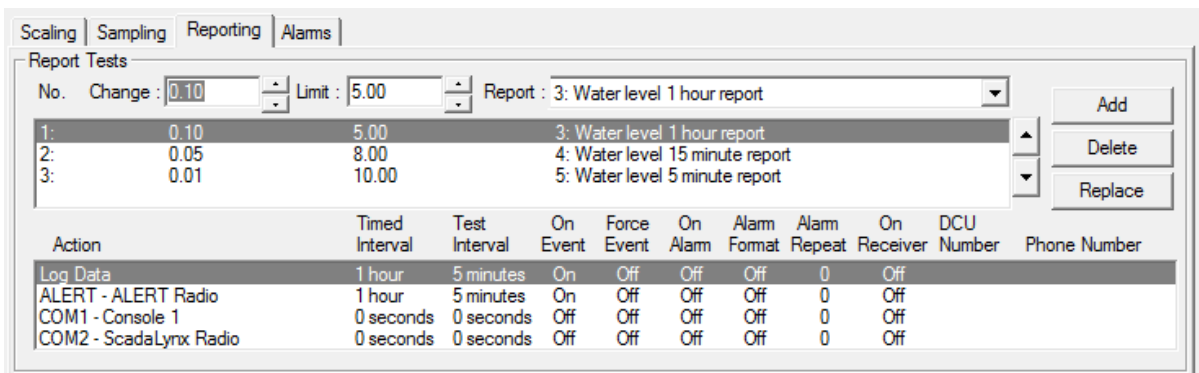 Scaling Sampling Reporting Alarms
Report Tests
No. Change : 0.10 Limit : 5.00 Report : 3: Water level 1 hour report
Add
1: 0.10 5.00 3: Water level 1 hour report
2: 0.05 8.00 4: Water level 15 minute report
Delete
3: 0.01 10.00 5: Water level 5 minute report
Replace
Timed Test On Force On Alarm Alarm On DCU
Action Interval Interval Event Event Alarm Format Repeat Receiver Number Phone Number
Log Data 1 hour 5 minutes On Off Off Off 0 Off
ALERT - ALERT Radio 1 hour 5 minutes On Off Off Off 0 Off
COM1 - Console 1 0 seconds 0 seconds Off Off Off Off 0 Off
COM2 - ScadaLynx Radio 0 seconds 0 seconds Off Off Off Off 0 Off